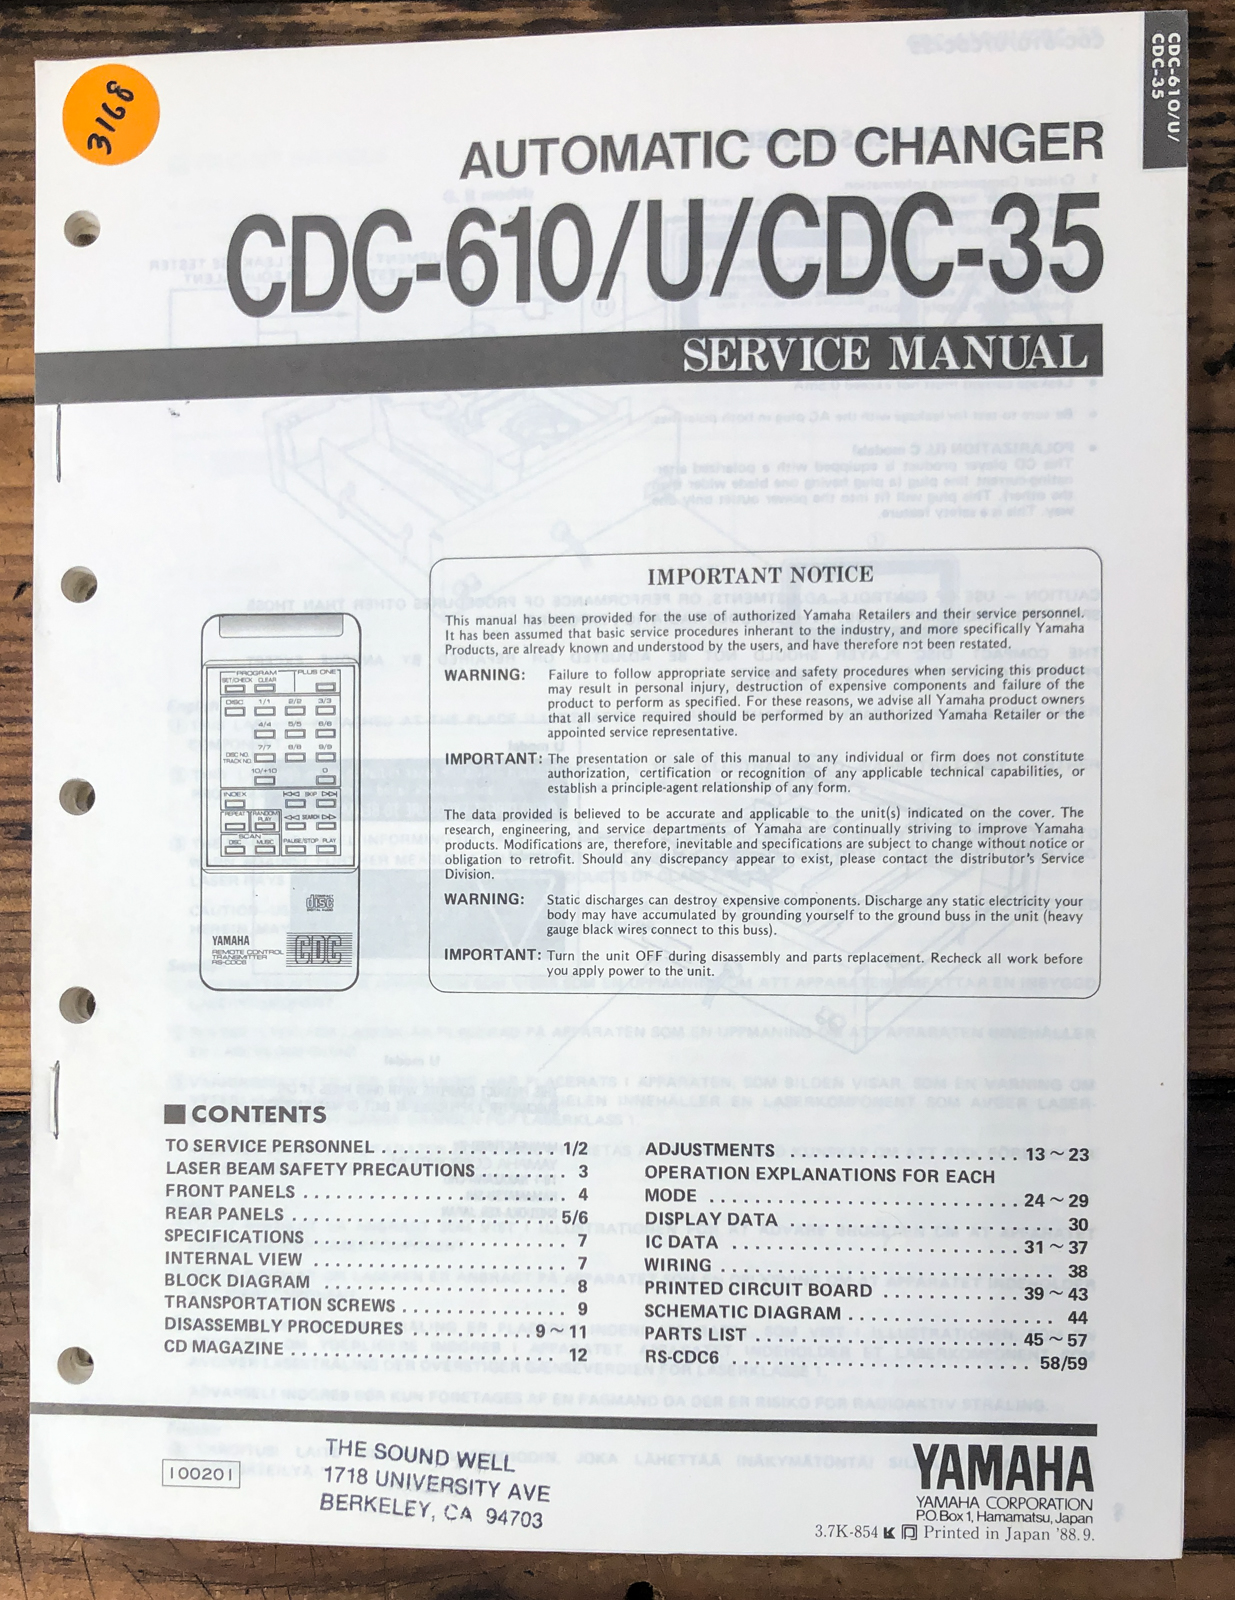 CDC-610/U/
CDC-35
3168
AUTOMATIC CD CHANGER
CDC-610/U/CDC-35
SERVICE MANUAL
IMPORTANT NOTICE
This manual has been provided for the use of authorized Yamaha Retailers and their service personnel.
It has been assumed that basic service procedures inherant to the industry, and more specifically Yamaha
Products, are already known and understood by the users, and have therefore not been restated.
WARNING: Failure to follow appropriate service and safety procedures when servicing this product
may result in personal injury, destruction of expensive components and failure of the
product to perform as specified. For these reasons, we advise all Yamaha product owners
that all service required should be performed by an authorized Yamaha Retailer or the
appointed service representative.
IMPORTANT: The presentation or sale of this manual to any individual or firm does not constitute
authorization, certification or recognition of any applicable technical capabilities, or
establish a principle-agent relationship of any form.
The data provided is believed to be accurate and applicable to the unit(s) indicated on the cover. The
research, engineering, and service departments of Yamaha are continually striving to improve Yamaha
products. Modifications are, therefore, inevitable and specifications are subject to change without notice or
obligation to retrofit. Should any discrepancy appear to exist, please contact the distributor's Service
Division.
WARNING: Static discharges can destroy expensive components. Discharge any static electricity your
body may have accumulated by grounding yourself to the ground buss in the unit (heavy
gauge black wires connect to this buss).
IMPORTANT: Turn the unit OFF during disassembly and parts replacement. Recheck all work before
you apply power to the unit.
PROGRAM PLUS ONE
SET/CHECK CLEAR
DISC 1/1 2/2 3/3
4/4 5/5 6/6
7/7 8/8 9/9
DISC NO.
TRACK NO.
10/+10 0
INDEX SKIP
REPEAT RANDOM PLAY SEARCH
SCAN
DISC MUSIC PAUSE/STOP PLAY
COMPACT
disc
DIGITAL AUDIO
YAMAHA
REMOTE CONTROL
TRANSMITTER
RS-CDC6
CDC
■ CONTENTS
TO SERVICE PERSONNEL . . . . . . . . . . . . . . . . 1/2
LASER BEAM SAFETY PRECAUTIONS . . . . . . . . 3
FRONT PANELS . . . . . . . . . . . . . . . . . . . . . . . . 4
REAR PANELS . . . . . . . . . . . . . . . . . . . . . . . . 5/6
SPECIFICATIONS . . . . . . . . . . . . . . . . . . . . . . . 7
INTERNAL VIEW . . . . . . . . . . . . . . . . . . . . . . . 7
BLOCK DIAGRAM . . . . . . . . . . . . . . . . . . . . . . . 8
TRANSPORTATION SCREWS . . . . . . . . . . . . . . . 9
DISASSEMBLY PROCEDURES . . . . . . . . . . . 9 ~ 11
CD MAGAZINE . . . . . . . . . . . . . . . . . . . . . . . . . 12
ADJUSTMENTS . . . . . . . . . . . . . . . . . . . . . . 13 ~ 23
OPERATION EXPLANATIONS FOR EACH
MODE . . . . . . . . . . . . . . . . . . . . . . . . . . . . 24 ~ 29
DISPLAY DATA . . . . . . . . . . . . . . . . . . . . . . . . . 30
IC DATA . . . . . . . . . . . . . . . . . . . . . . . . . . 31 ~ 37
WIRING . . . . . . . . . . . . . . . . . . . . . . . . . . . . . . . 38
PRINTED CIRCUIT BOARD . . . . . . . . . . . . . 39 ~ 43
SCHEMATIC DIAGRAM . . . . . . . . . . . . . . . . . . . 44
PARTS LIST . . . . . . . . . . . . . . . . . . . . . . . . 45 ~ 57
RS-CDC6 . . . . . . . . . . . . . . . . . . . . . . . . . . . . 58/59
100201
THE SOUND WELL
1718 UNIVERSITY AVE
BERKELEY, CA 94703
YAMAHA
YAMAHA CORPORATION
P.O.Box 1, Hamamatsu, Japan
3.7K-854 Printed in Japan '88.9.